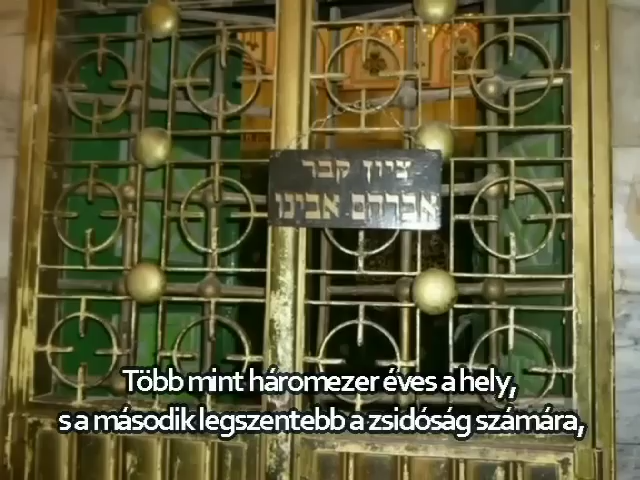 ציון קבר
אברהם אבינו
Több mint háromezer éves a hely,
s a második legszentebb a zsidóság számára,